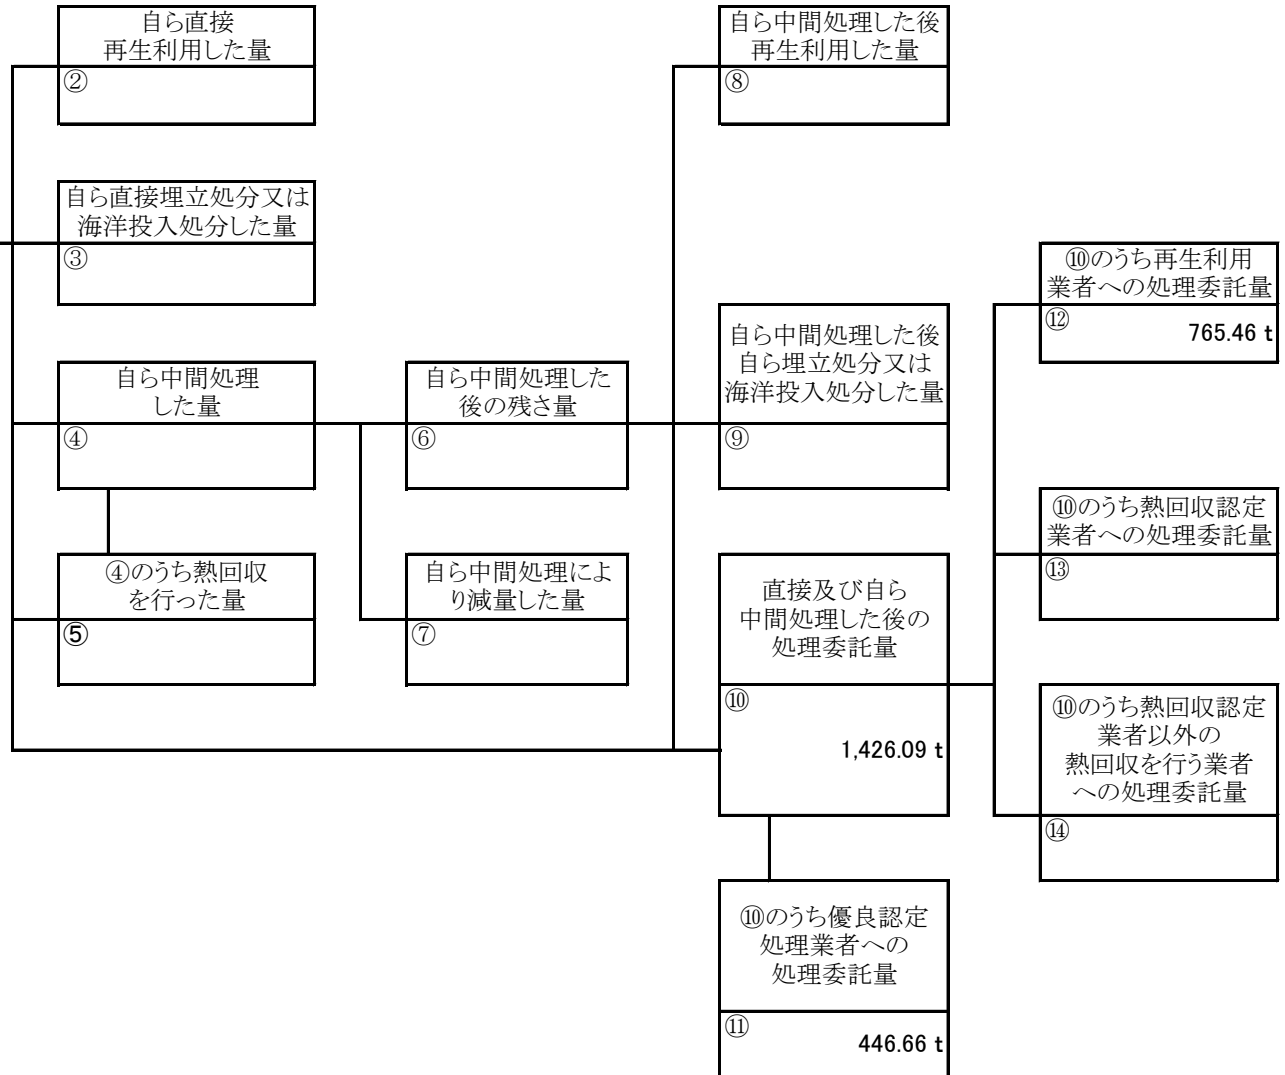 自ら直接
再生利用した量
②
自ら直接埋立処分又は
海洋投入処分した量
③
自ら中間処理
した量
④
④のうち熱回収
を行った量
⑤
自ら中間処理した
後の残さ量
⑥
自ら中間処理によ
り減量した量
⑦
自ら中間処理した後
再生利用した量
⑧
自ら中間処理した後
自ら埋立処分又は
海洋投入処分した量
⑨
直接及び自ら
中間処理した後の
処理委託量
⑩
1,426.09 t
⑩のうち優良認定
処理業者への
処理委託量
⑪
446.66 t
⑩のうち再生利用
業者への処理委託量
⑫
765.46 t
⑩のうち熱回収認定
業者への処理委託量
⑬
⑩のうち熱回収認定
業者以外の
熱回収を行う業者
への処理委託量
⑭